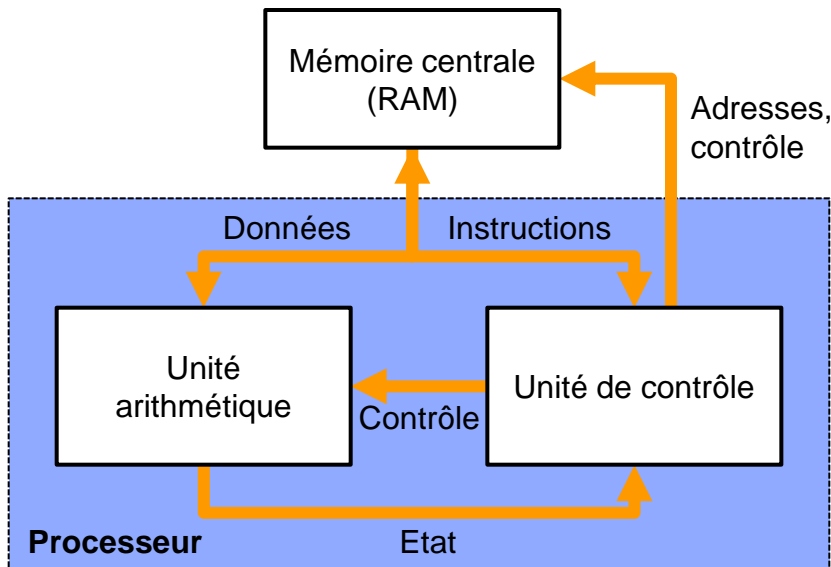 Mémoire centrale
(RAM)
Adresses,
contrôle
Données
Instructions
Unité
arithmétique
Contrôle
Unité de contrôle
Processeur
Etat